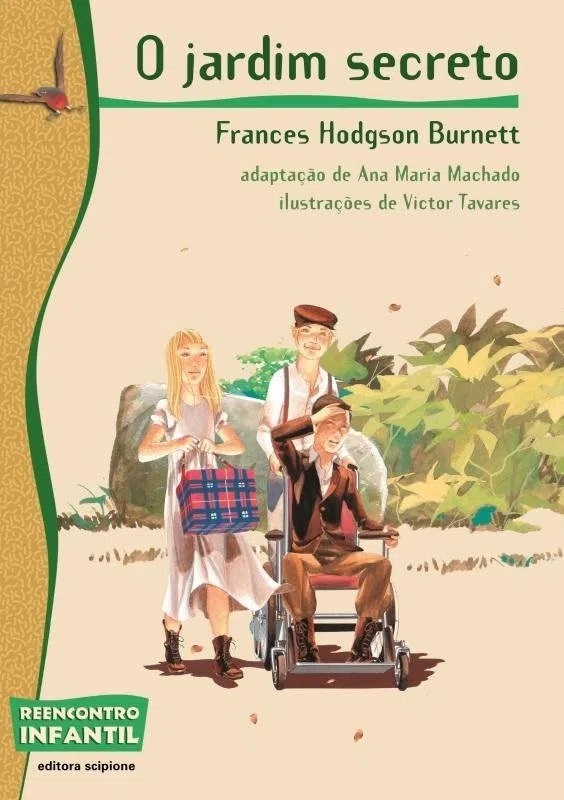 O jardim secreto
Frances Hodgson Burnett
adaptação de Ana Maria Machado
ilustrações de Victor Tavares
REENCONTRO
INFANTIL
editora scipione